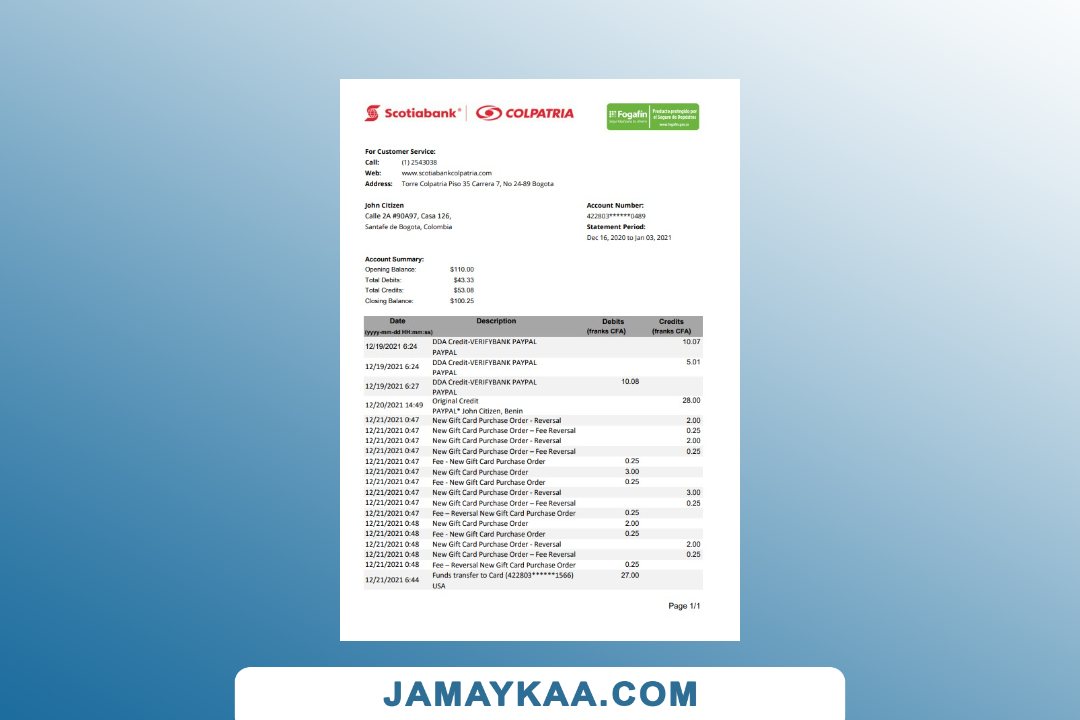 Scotiabank® | COLPATRIA
Fogafín
Producto protegido por
el Seguro de Depósitos
www.fogafin.gov.co
For Customer Service:
Call: (1) 2543038
Web: www.scotiabankcolpatria.com
Address: Torre Colpatria Piso 35 Carrera 7, No 24-89 Bogota
John Citizen
Calle 2A #90A97, Casa 126,
Santafe de Bogota, Colombia
Account Number:
422803******0489
Statement Period:
Dec 16, 2020 to Jan 03, 2021
Account Summary:
Opening Balance: $110.00
Total Debits: $43.33
Total Credits: $53.08
Closing Balance: $100.25
Date Description Debits Credits
(yyyy-mm-dd HH:mm:ss) (franks CFA) (franks CFA)
12/19/2021 6:24 DDA Credit-VERIFYBANK PAYPAL 10.07
PAYPAL
12/19/2021 6:24 DDA Credit-VERIFYBANK PAYPAL 5.01
PAYPAL
12/19/2021 6:27 DDA Credit-VERIFYBANK PAYPAL 10.08
PAYPAL
12/20/2021 14:49 Original Credit 28.00
PAYPAL* John Citizen, Benin
12/21/2021 0:47 New Gift Card Purchase Order - Reversal 2.00
12/21/2021 0:47 New Gift Card Purchase Order – Fee Reversal 0.25
12/21/2021 0:47 New Gift Card Purchase Order - Reversal 2.00
12/21/2021 0:47 New Gift Card Purchase Order – Fee Reversal 0.25
12/21/2021 0:47 Fee - New Gift Card Purchase Order 0.25
12/21/2021 0:47 New Gift Card Purchase Order 3.00
12/21/2021 0:47 Fee - New Gift Card Purchase Order 0.25
12/21/2021 0:47 New Gift Card Purchase Order - Reversal 3.00
12/21/2021 0:47 New Gift Card Purchase Order – Fee Reversal 0.25
12/21/2021 0:47 Fee – Reversal New Gift Card Purchase Order 0.25
12/21/2021 0:48 New Gift Card Purchase Order 2.00
12/21/2021 0:48 Fee - New Gift Card Purchase Order 0.25
12/21/2021 0:48 New Gift Card Purchase Order - Reversal 2.00
12/21/2021 0:48 New Gift Card Purchase Order – Fee Reversal 0.25
12/21/2021 0:48 Fee – Reversal New Gift Card Purchase Order 0.25
12/21/2021 6:44 Funds transfer to Card (422803******1566) 27.00
USA
Page 1/1
JAMAYKAA.COM